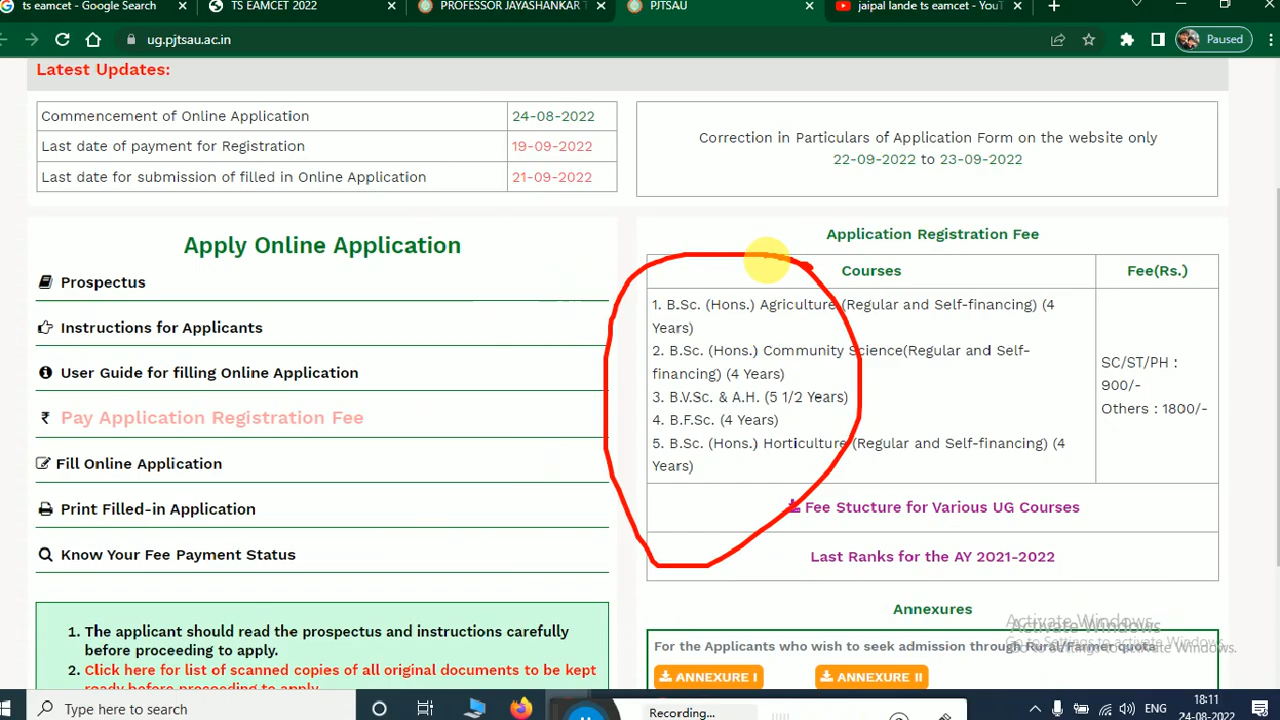 ts eamcet - Google Search
TS EAMCET 2022
PROFESSOR JAYASHANKAR T
PJTSAU
jaipal lande ts eamcet - YouT
ug.pjtsau.ac.in
Paused
Latest Updates:
Commencement of Online Application 24-08-2022
Last date of payment for Registration 19-09-2022
Last date for submission of filled in Online Application 21-09-2022
Correction in Particulars of Application Form on the website only
22-09-2022 to 23-09-2022
Apply Online Application
Prospectus
Instructions for Applicants
User Guide for filling Online Application
₹ Pay Application Registration Fee
Fill Online Application
Print Filled-in Application
Know Your Fee Payment Status
1. The applicant should read the prospectus and instructions carefully
before proceeding to apply.
2. Click here for list of scanned copies of all original documents to be kept
ready before proceeding to apply.
Application Registration Fee
Courses Fee(Rs.)
1. B.Sc. (Hons.) Agriculture (Regular and Self-financing) (4
Years)
2. B.Sc. (Hons.) Community Science(Regular and Self-
financing) (4 Years)
3. B.V.Sc. & A.H. (5 1/2 Years)
4. B.F.Sc. (4 Years)
5. B.Sc. (Hons.) Horticulture (Regular and Self-financing) (4
Years)
SC/ST/PH :
900/-
Others : 1800/-
Fee Stucture for Various UG Courses
Last Ranks for the AY 2021-2022
Annexures
For the Applicants who wish to seek admission through Rural/Farmer quota
ANNEXURE I
ANNEXURE II
Activate Windows
Go to Settings to activate Windows.
Type here to search
Recording...
18:11
24-08-2022